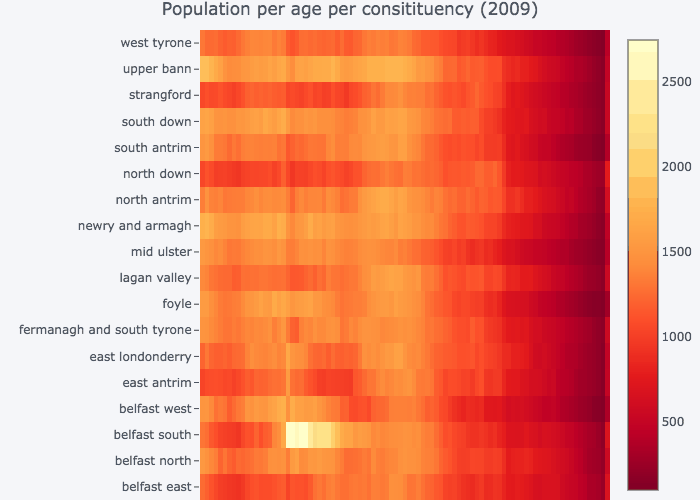 Population per age per consitituency (2009)
west tyrone
upper bann
strangford
south down
south antrim
north down
north antrim
newry and armagh
mid ulster
lagan valley
foyle
fermanagh and south tyrone
east londonderry
east antrim
belfast west
belfast south
belfast north
belfast east
2500
2000
1500
1000
500